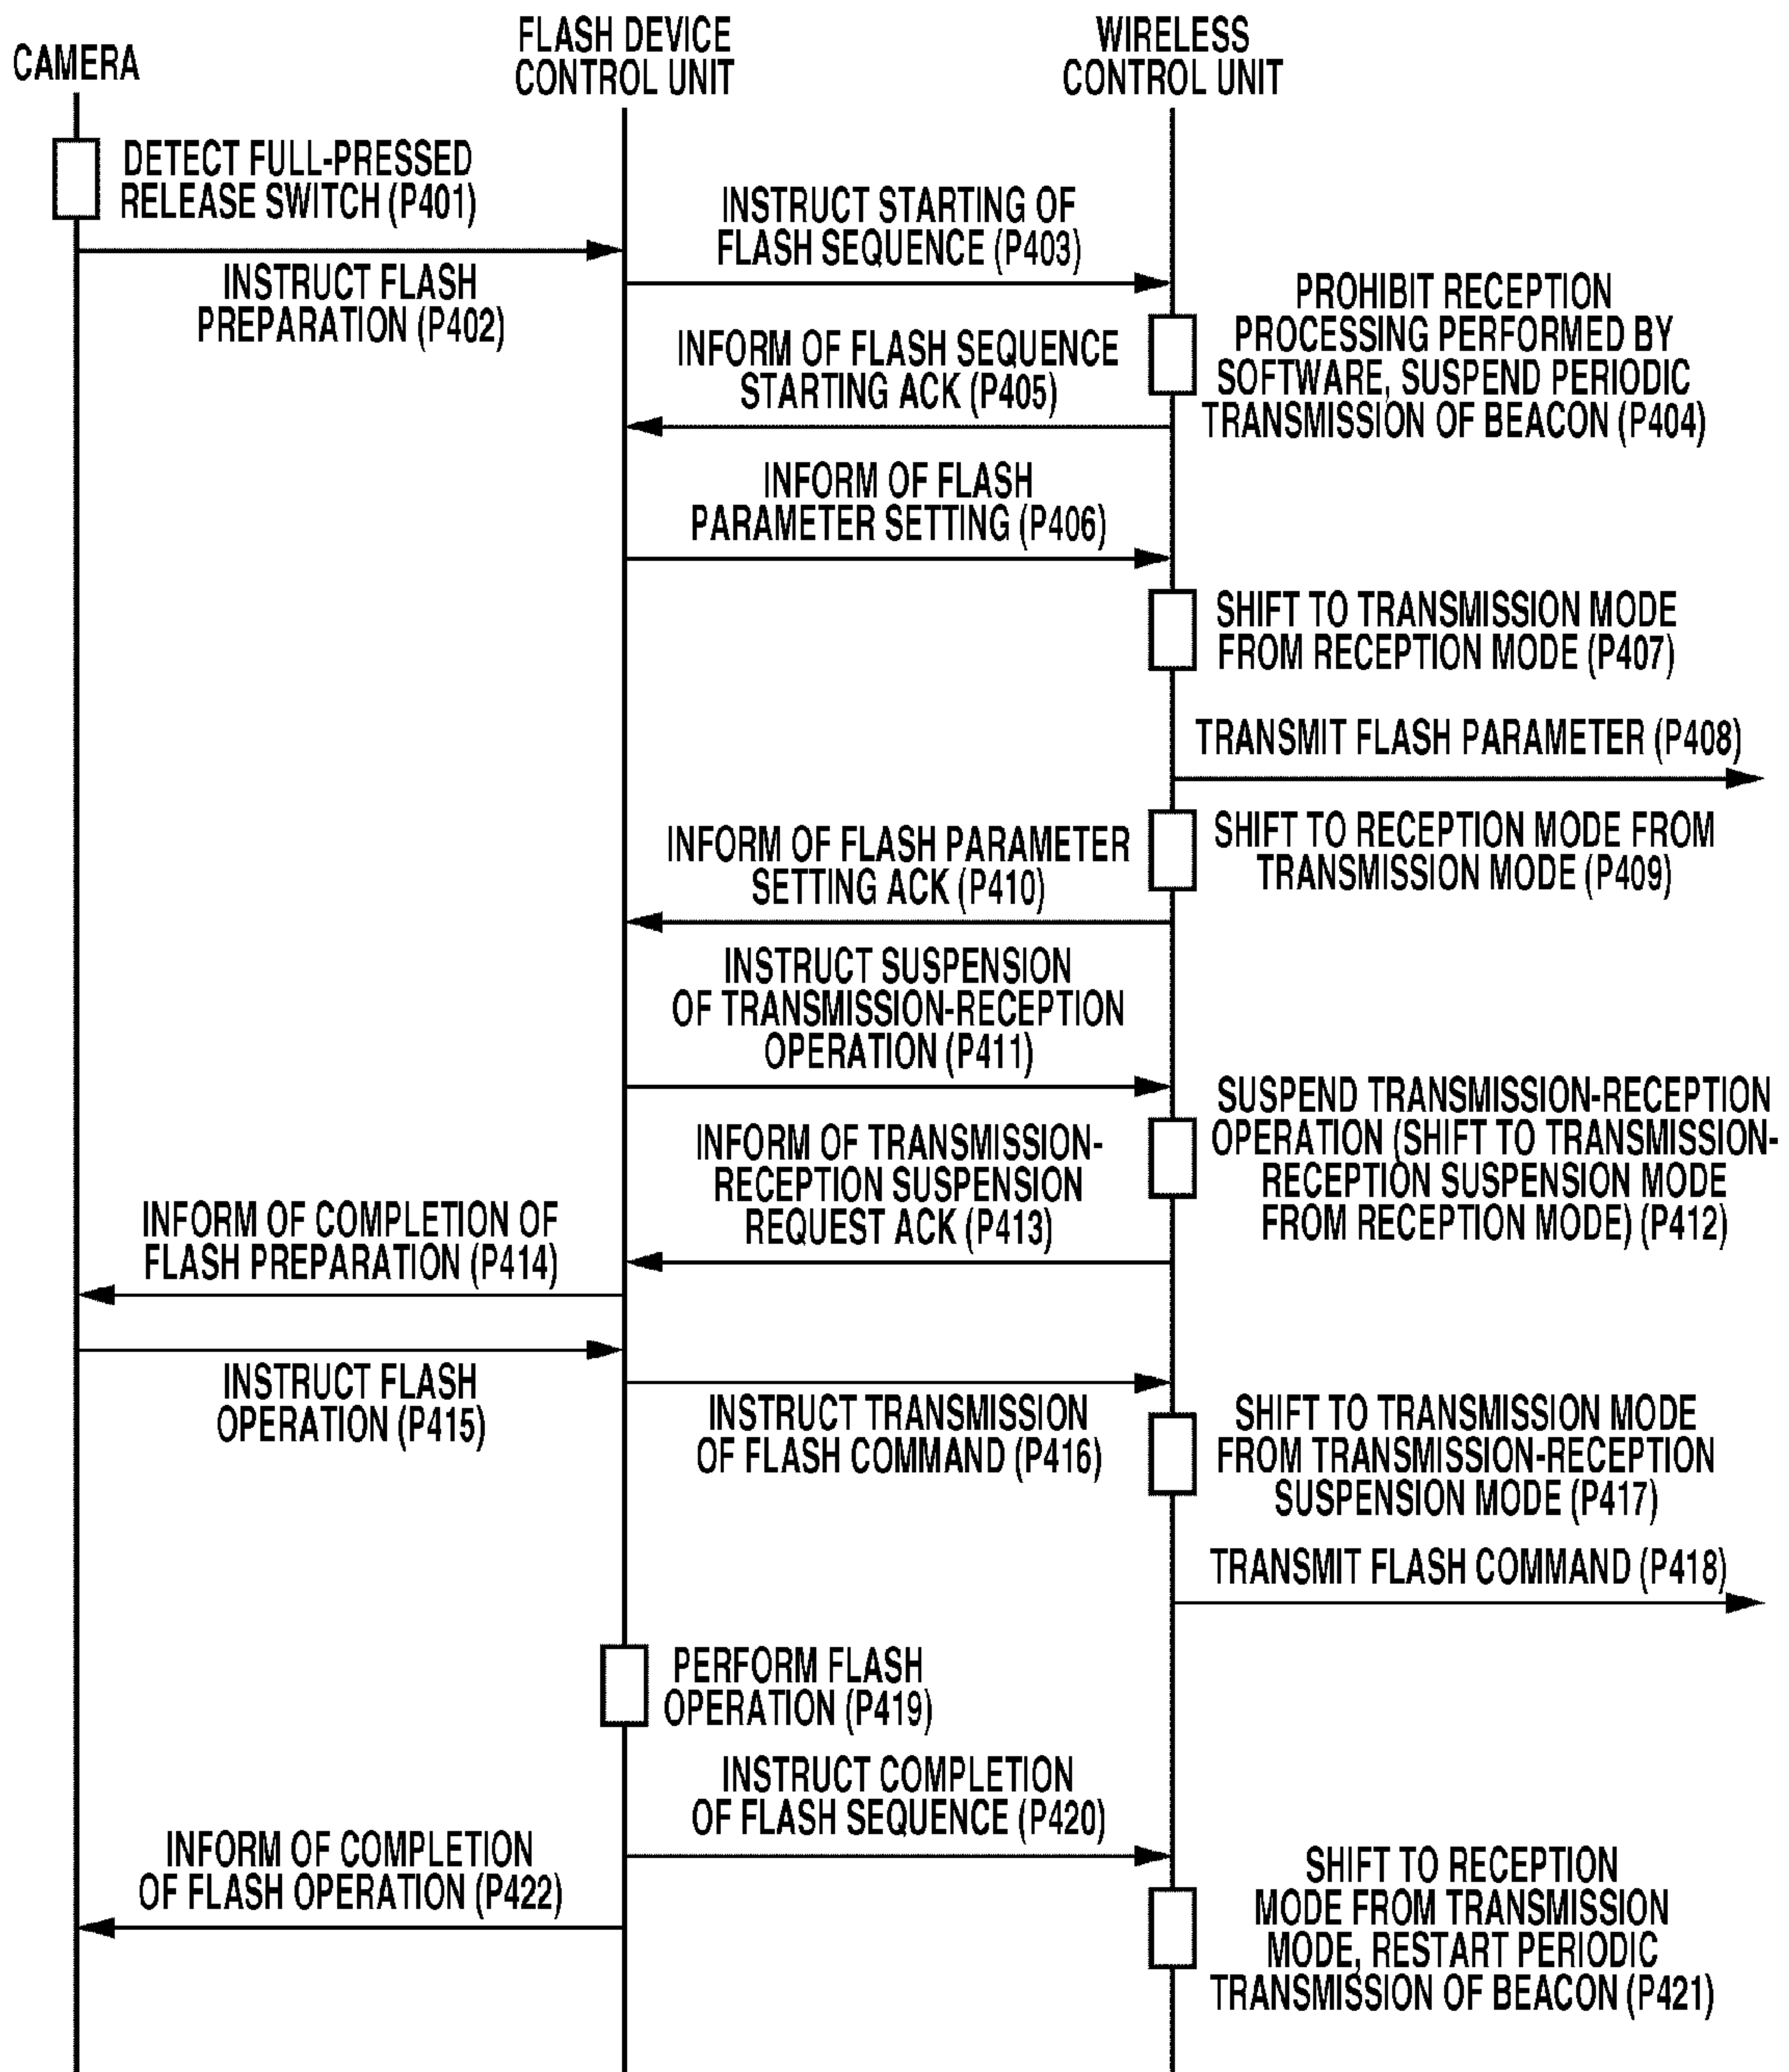 CAMERA
FLASH DEVICE
CONTROL UNIT
WIRELESS
CONTROL UNIT
DETECT FULL-PRESSED
RELEASE SWITCH (P401)
INSTRUCT FLASH
PREPARATION (P402)
INSTRUCT STARTING OF
FLASH SEQUENCE (P403)
PROHIBIT RECEPTION
PROCESSING PERFORMED BY
SOFTWARE, SUSPEND PERIODIC
TRANSMISSION OF BEACON (P404)
INFORM OF FLASH SEQUENCE
STARTING ACK (P405)
INFORM OF FLASH
PARAMETER SETTING (P406)
SHIFT TO TRANSMISSION MODE
FROM RECEPTION MODE (P407)
TRANSMIT FLASH PARAMETER (P408)
SHIFT TO RECEPTION MODE FROM
TRANSMISSION MODE (P409)
INFORM OF FLASH PARAMETER
SETTING ACK (P410)
INSTRUCT SUSPENSION
OF TRANSMISSION-RECEPTION
OPERATION (P411)
SUSPEND TRANSMISSION-RECEPTION
OPERATION (SHIFT TO TRANSMISSION-
RECEPTION SUSPENSION MODE
FROM RECEPTION MODE) (P412)
INFORM OF TRANSMISSION-
RECEPTION SUSPENSION
REQUEST ACK (P413)
INFORM OF COMPLETION OF
FLASH PREPARATION (P414)
INSTRUCT FLASH
OPERATION (P415)
INSTRUCT TRANSMISSION
OF FLASH COMMAND (P416)
SHIFT TO TRANSMISSION MODE
FROM TRANSMISSION-RECEPTION
SUSPENSION MODE (P417)
TRANSMIT FLASH COMMAND (P418)
PERFORM FLASH
OPERATION (P419)
INSTRUCT COMPLETION
OF FLASH SEQUENCE (P420)
SHIFT TO RECEPTION
MODE FROM TRANSMISSION
MODE, RESTART PERIODIC
TRANSMISSION OF BEACON (P421)
INFORM OF COMPLETION
OF FLASH OPERATION (P422)